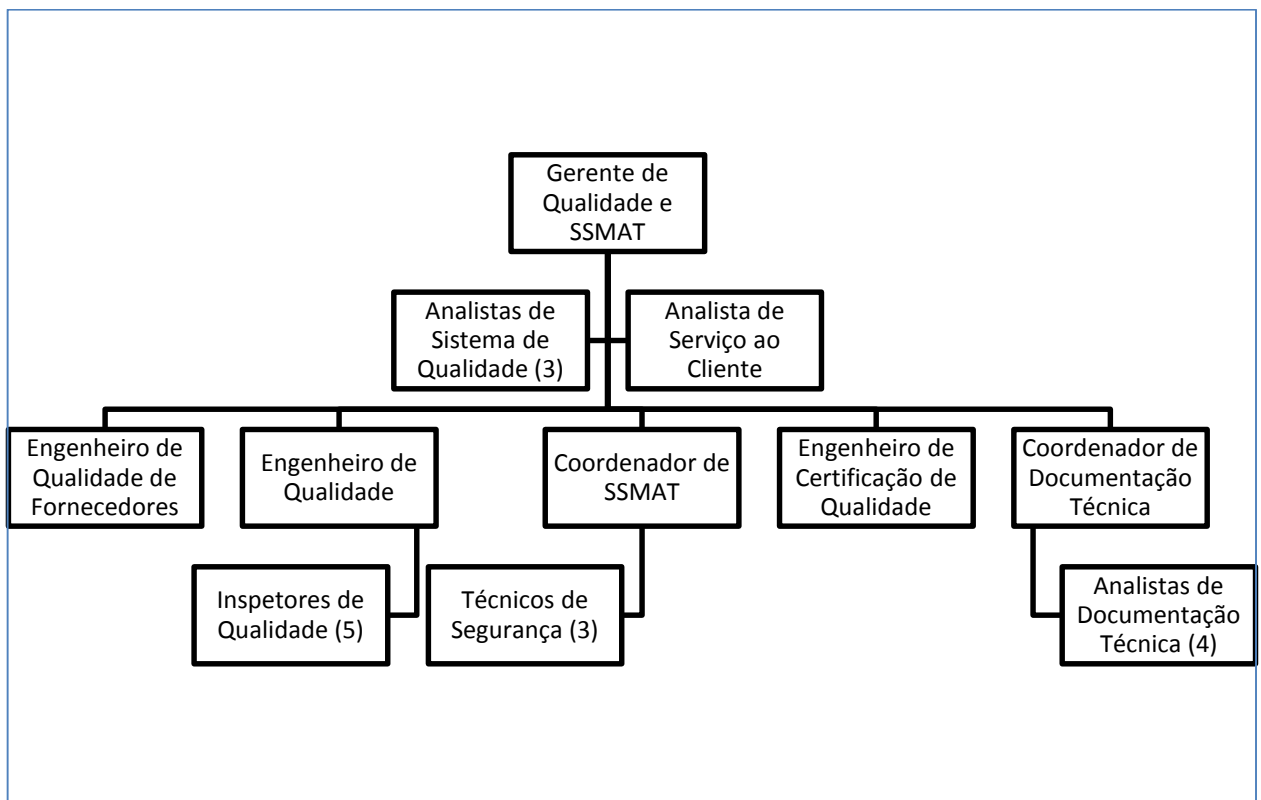 Gerente de
Qualidade e
SSMAT
Analistas de
Sistema de
Qualidade (3)
Analista de
Serviço ao
Cliente
Engenheiro de
Qualidade de
Fornecedores
Engenheiro de
Qualidade
Coordenador de
SSMAT
Engenheiro de
Certificação de
Qualidade
Coordenador de
Documentação
Técnica
Inspetores de
Qualidade (5)
Técnicos de
Segurança (3)
Analistas de
Documentação
Técnica (4)